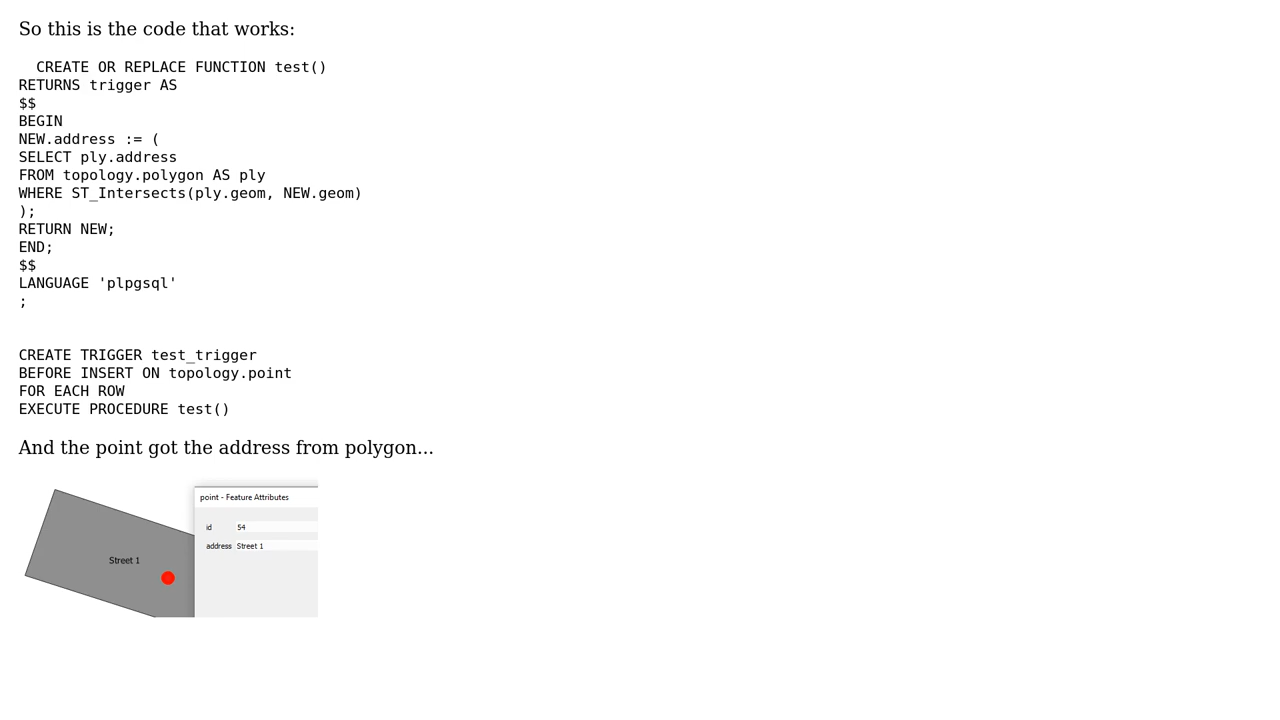 So this is the code that works:
CREATE OR REPLACE FUNCTION test()
RETURNS trigger AS
$$
BEGIN
NEW.address := (
SELECT ply.address
FROM topology.polygon AS ply
WHERE ST_Intersects(ply.geom, NEW.geom)
);
RETURN NEW;
END;
$$
LANGUAGE 'plpgsql'
;
CREATE TRIGGER test_trigger
BEFORE INSERT ON topology.point
FOR EACH ROW
EXECUTE PROCEDURE test()
And the point got the address from polygon...
point - Feature Attributes
id 54
address Street 1
Street 1